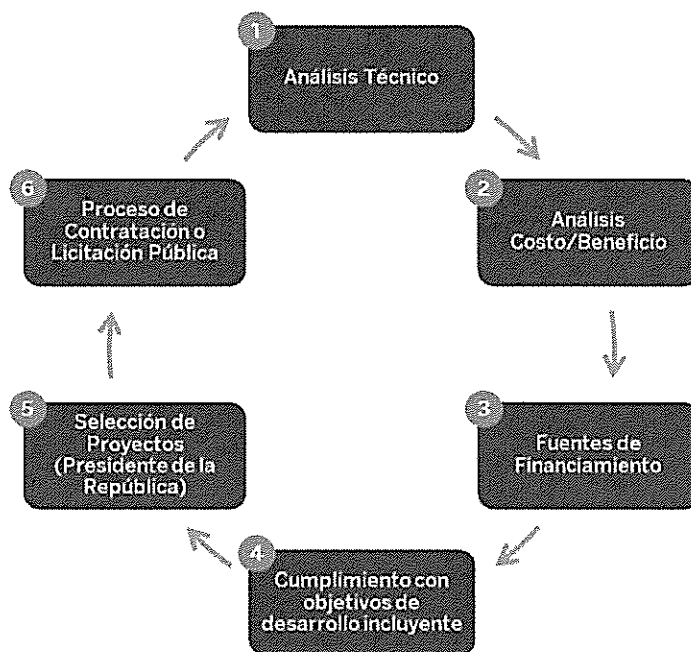 1
Análisis Técnico
2
Análisis
Costo/Beneficio
3
Fuentes de
Financiamiento
4
Cumplimiento con
objetivos de
desarrollo incluyente
5
Selección de
Proyectos
(Presidente de la
República)
6
Proceso de
Contratación o
Licitación Pública